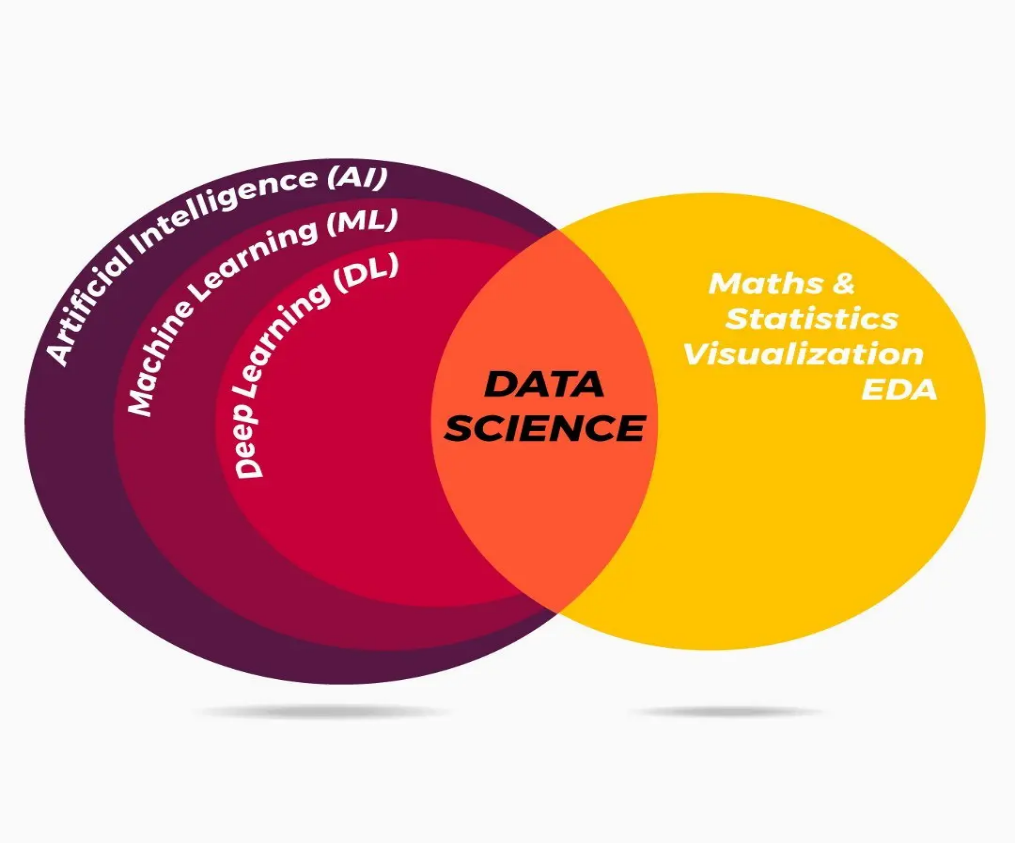 Artificial Intelligence (AI)
Machine Learning (ML)
Deep Learning (DL)
DATA
SCIENCE
Maths &
Statistics
Visualization
EDA